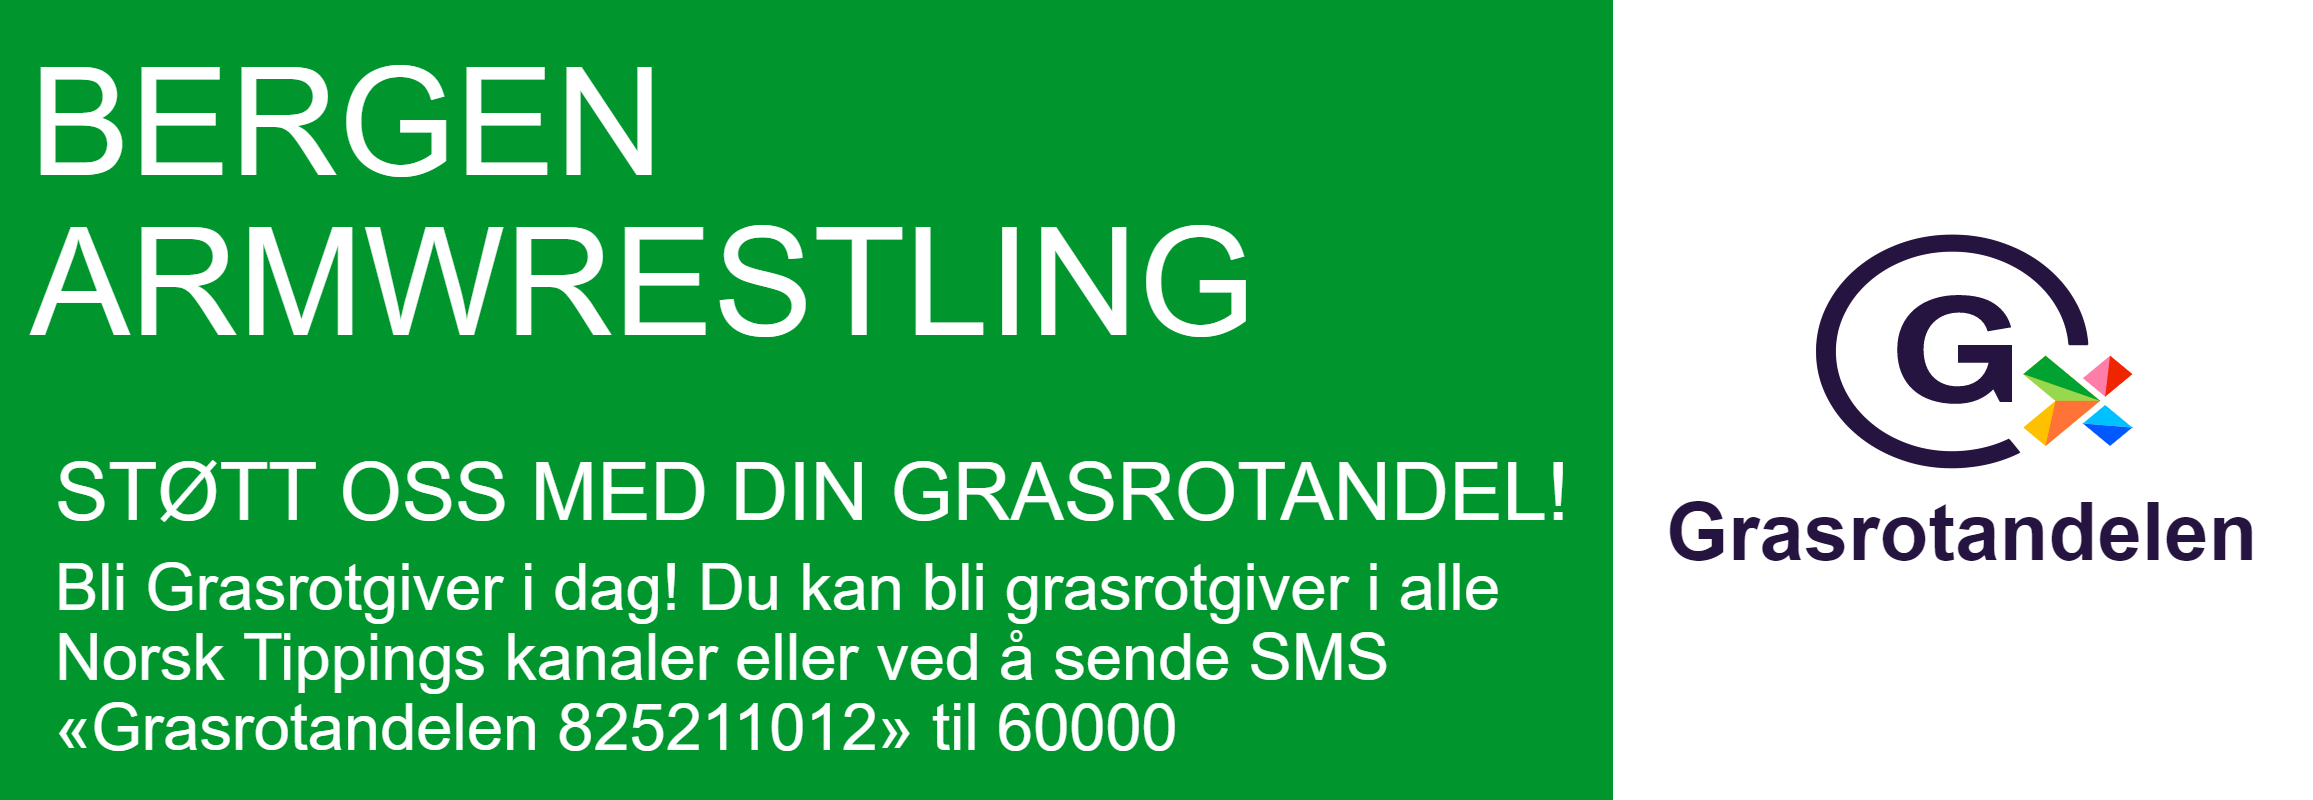 BERGEN
ARMWRESTLING
STØTT OSS MED DIN GRASROTANDEL!
Bli Grasrotgiver i dag! Du kan bli grasrotgiver i alle
Norsk Tippings kanaler eller ved å sende SMS
«Grasrotandelen 825211012» til 60000
G
Grasrotandelen